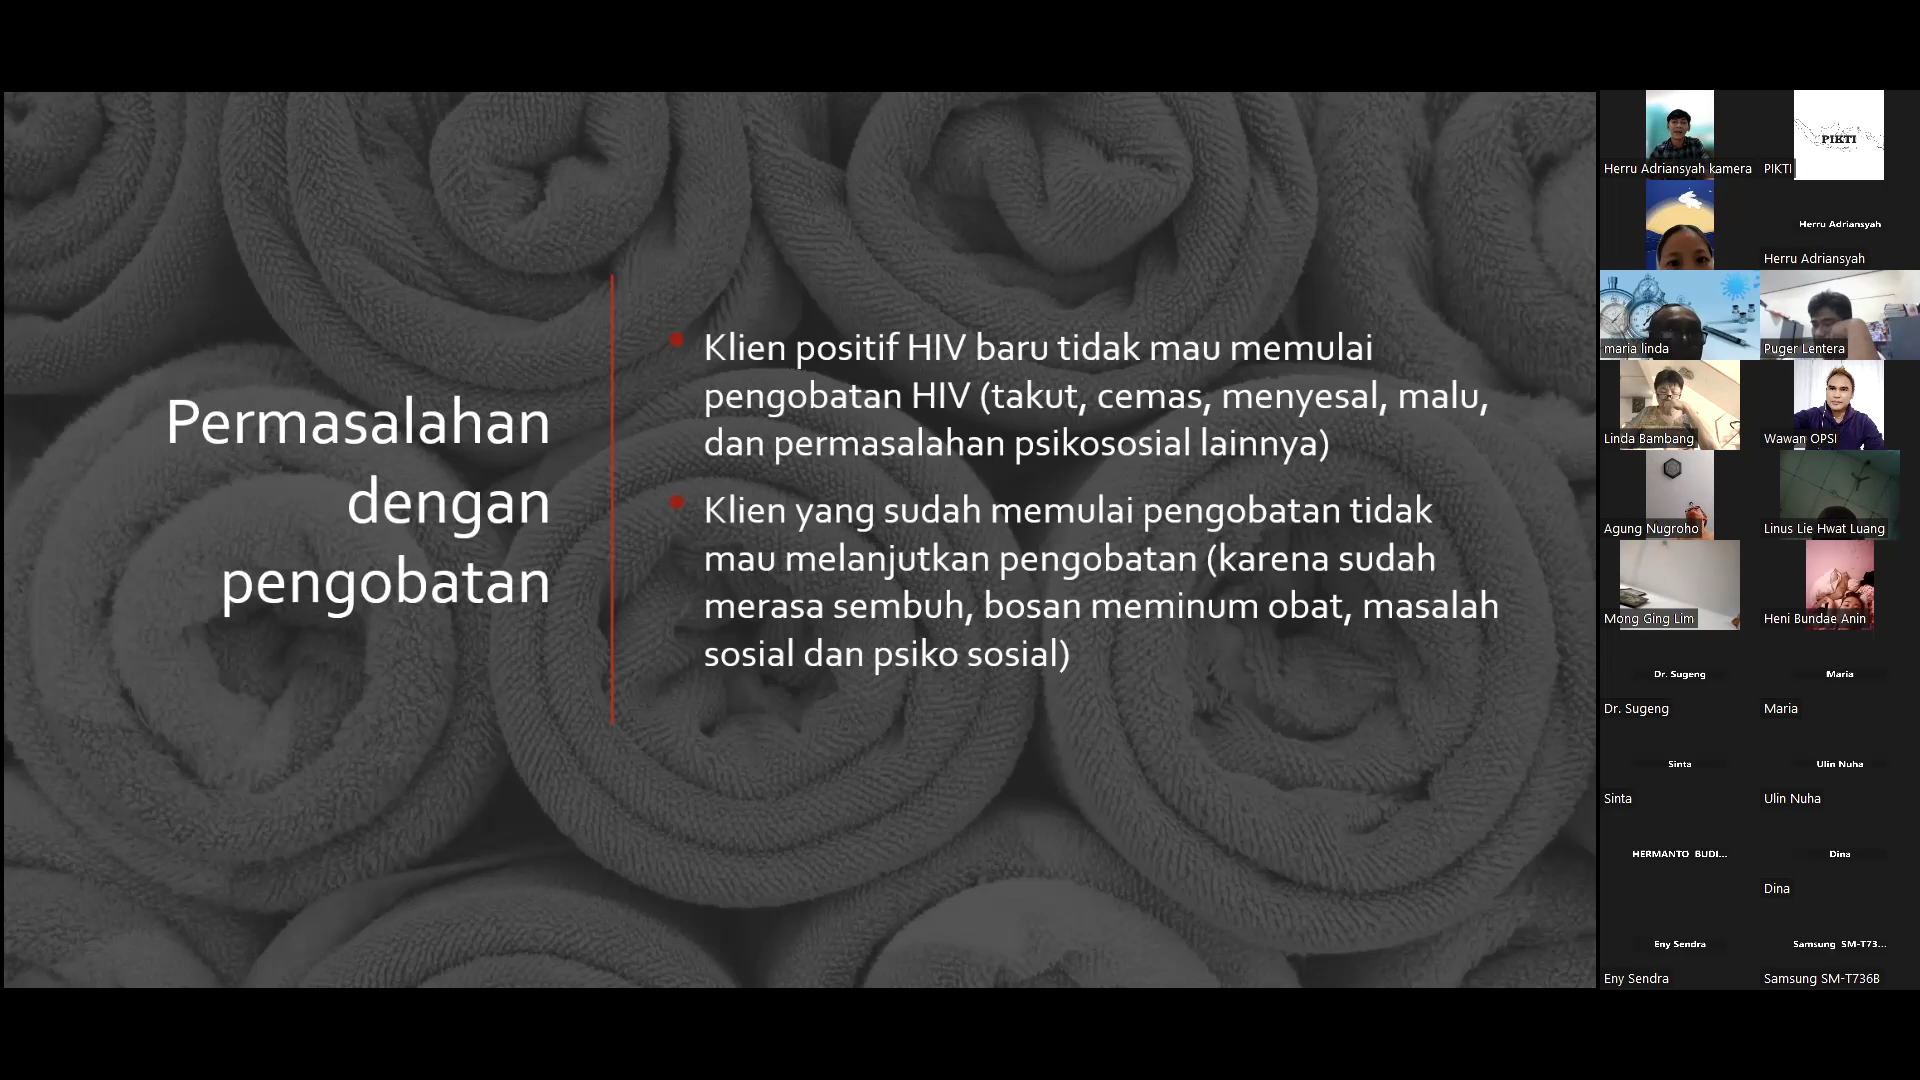 Permasalahan
dengan
pengobatan
Klien positif HIV baru tidak mau memulai
pengobatan HIV (takut, cemas, menyesal, malu,
dan permasalahan psikososial lainnya)
Klien yang sudah memulai pengobatan tidak
mau melanjutkan pengobatan (karena sudah
merasa sembuh, bosan meminum obat, masalah
sosial dan psiko sosial)
Herru Adriansyah kamera
PIKTI
PIKTI
Herru Adriansyah
Herru Adriansyah
maria linda
Puger Lentera
Linda Bambang
Wawan OPSI
Agung Nugroho
Linus Lie Hwat Luang
Mong Ging Lim
Heni Bundae Anin
Dr. Sugeng
Dr. Sugeng
Maria
Maria
Sinta
Sinta
Ulin Nuha
Ulin Nuha
HERMANTO BUDI...
Dina
Dina
Eny Sendra
Eny Sendra
Samsung SM-T73...
Samsung SM-T736B